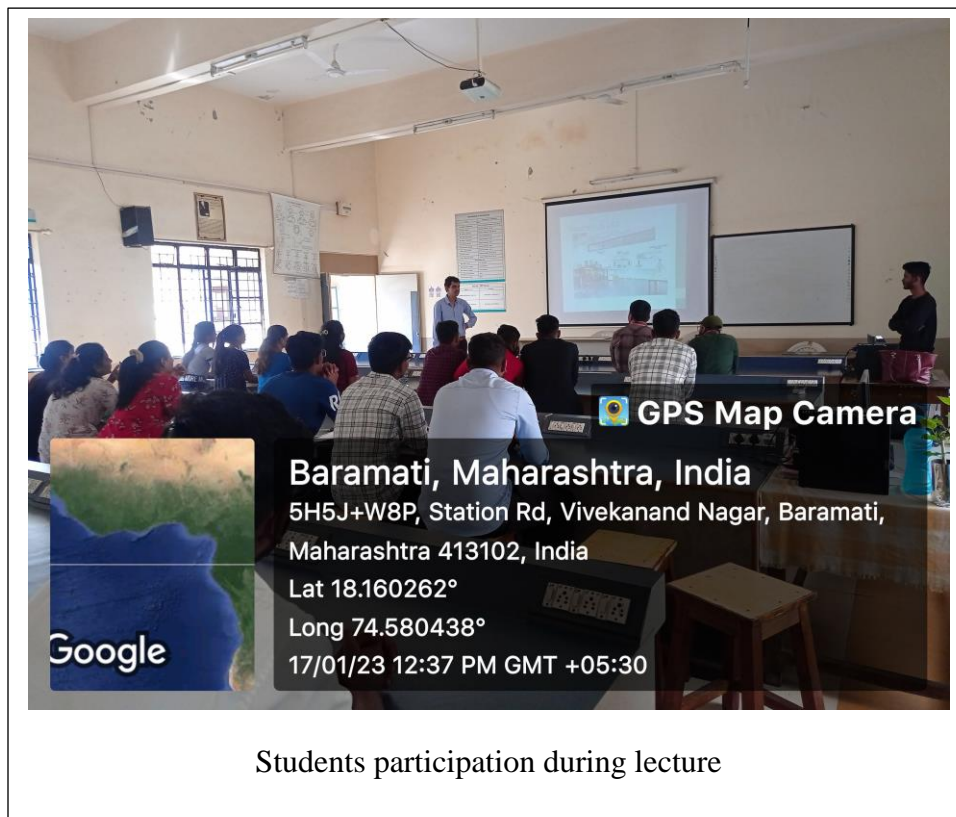 GPS Map Camera
Baramati, Maharashtra, India
5H5J+W8P, Station Rd, Vivekanand Nagar, Baramati,
Maharashtra 413102, India
Lat 18.160262°
Long 74.580438°
17/01/23 12:37 PM GMT +05:30
Google
Students participation during lecture